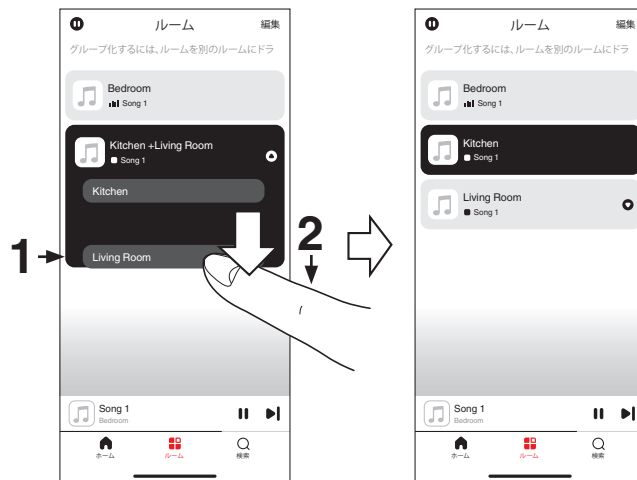 ルーム
編集
グループ化するには、ルームを別のルームにドラ
Bedroom
Song 1
Kitchen +Living Room
Song 1
Kitchen
Living Room
1
2
Song 1
Bedroom
ホーム
ルーム
検索
ルーム
編集
グループ化するには、ルームを別のルームにドラ
Bedroom
Song 1
Kitchen
Song 1
Living Room
Song 1
Song 1
Bedroom
ホーム
ルーム
検索